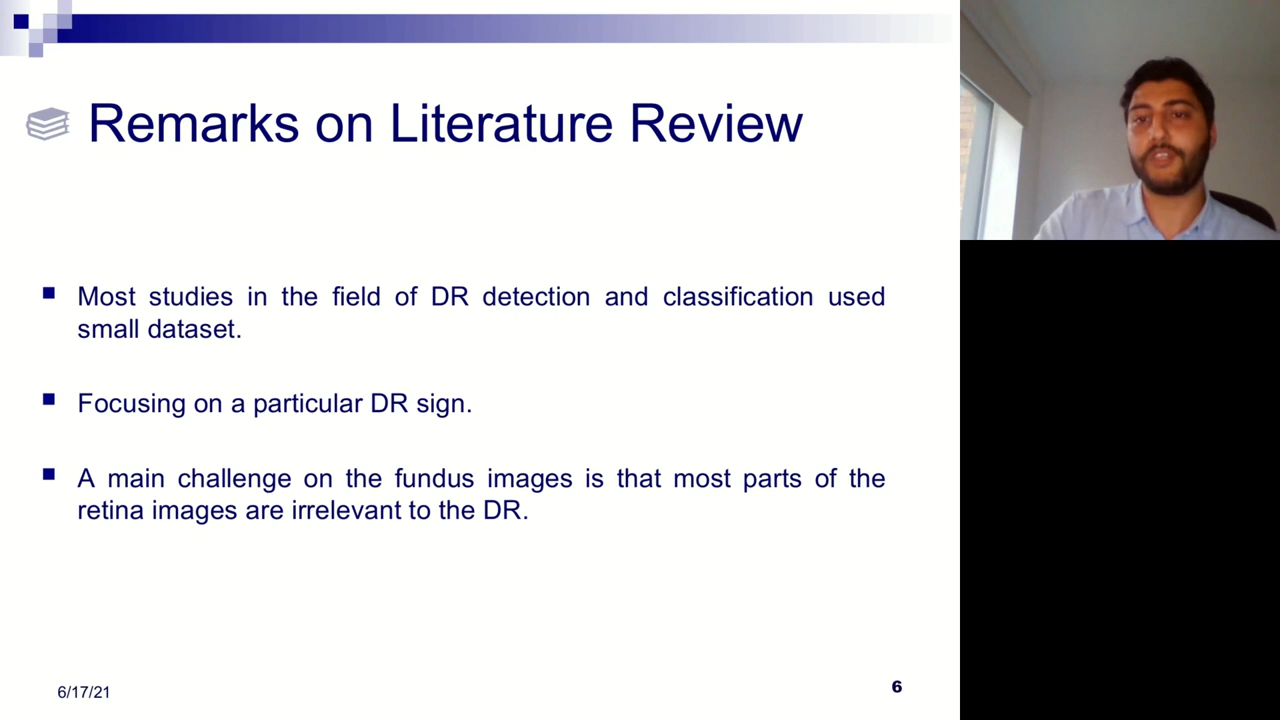 Remarks on Literature Review
Most studies in the field of DR detection and classification used
small dataset.
Focusing on a particular DR sign.
A main challenge on the fundus images is that most parts of the
retina images are irrelevant to the DR.
6/17/21
6